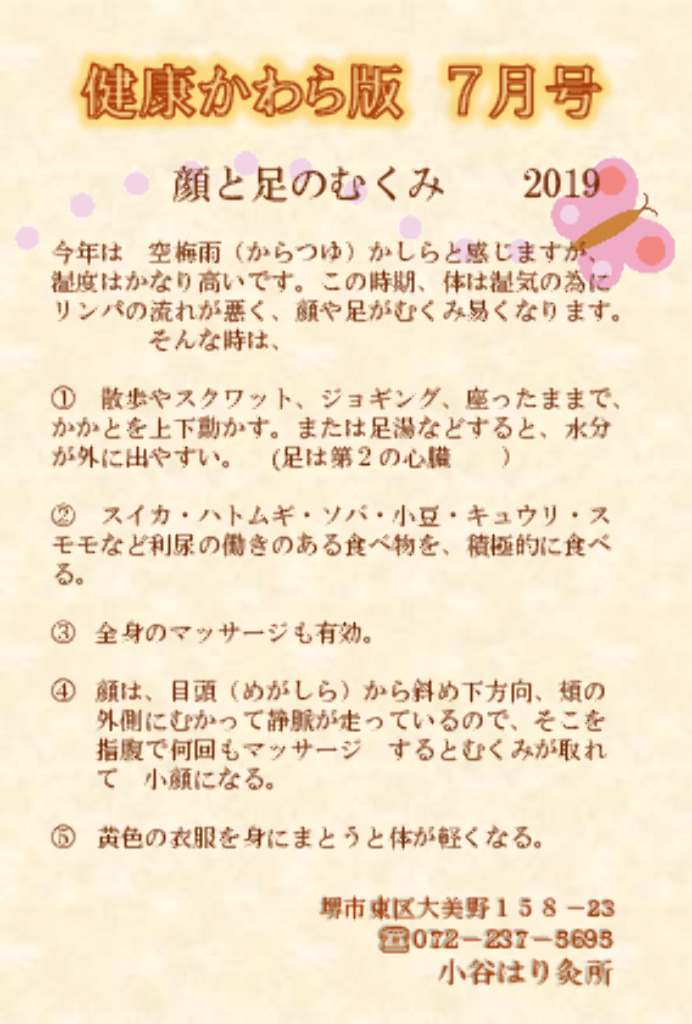 健康かわら版　７月号
顔と足のむくみ　　2019
今年は　空梅雨（からつゆ）かしらと感じますが、
湿度はかなり高いです。この時期、体は湿気の為に
リンパの流れが悪く、顔や足がむくみ易くなります。
そんな時は、
①　散歩やスクワット、ジョギング、座ったままで、
かかとを上下動かす。または足湯などすると、水分
が外に出やすい。　(足は第２の心臓　　）
②　スイカ・ハトムギ・ソバ・小豆・キュウリ・ス
モモなど利尿の働きのある食べ物を、積極的に食べ
る。
③　全身のマッサージも有効。
④　顔は、目頭（めがしら）から斜め下方向、頬の
外側にむかって静脈が走っているので、そこを
指腹で何回もマッサージ　するとむくみが取れ
て　小顔になる。
⑤　黄色の衣服を身にまとうと体が軽くなる。
堺市東区大美野１５８－23
☎072－237－5695
小谷はり灸所